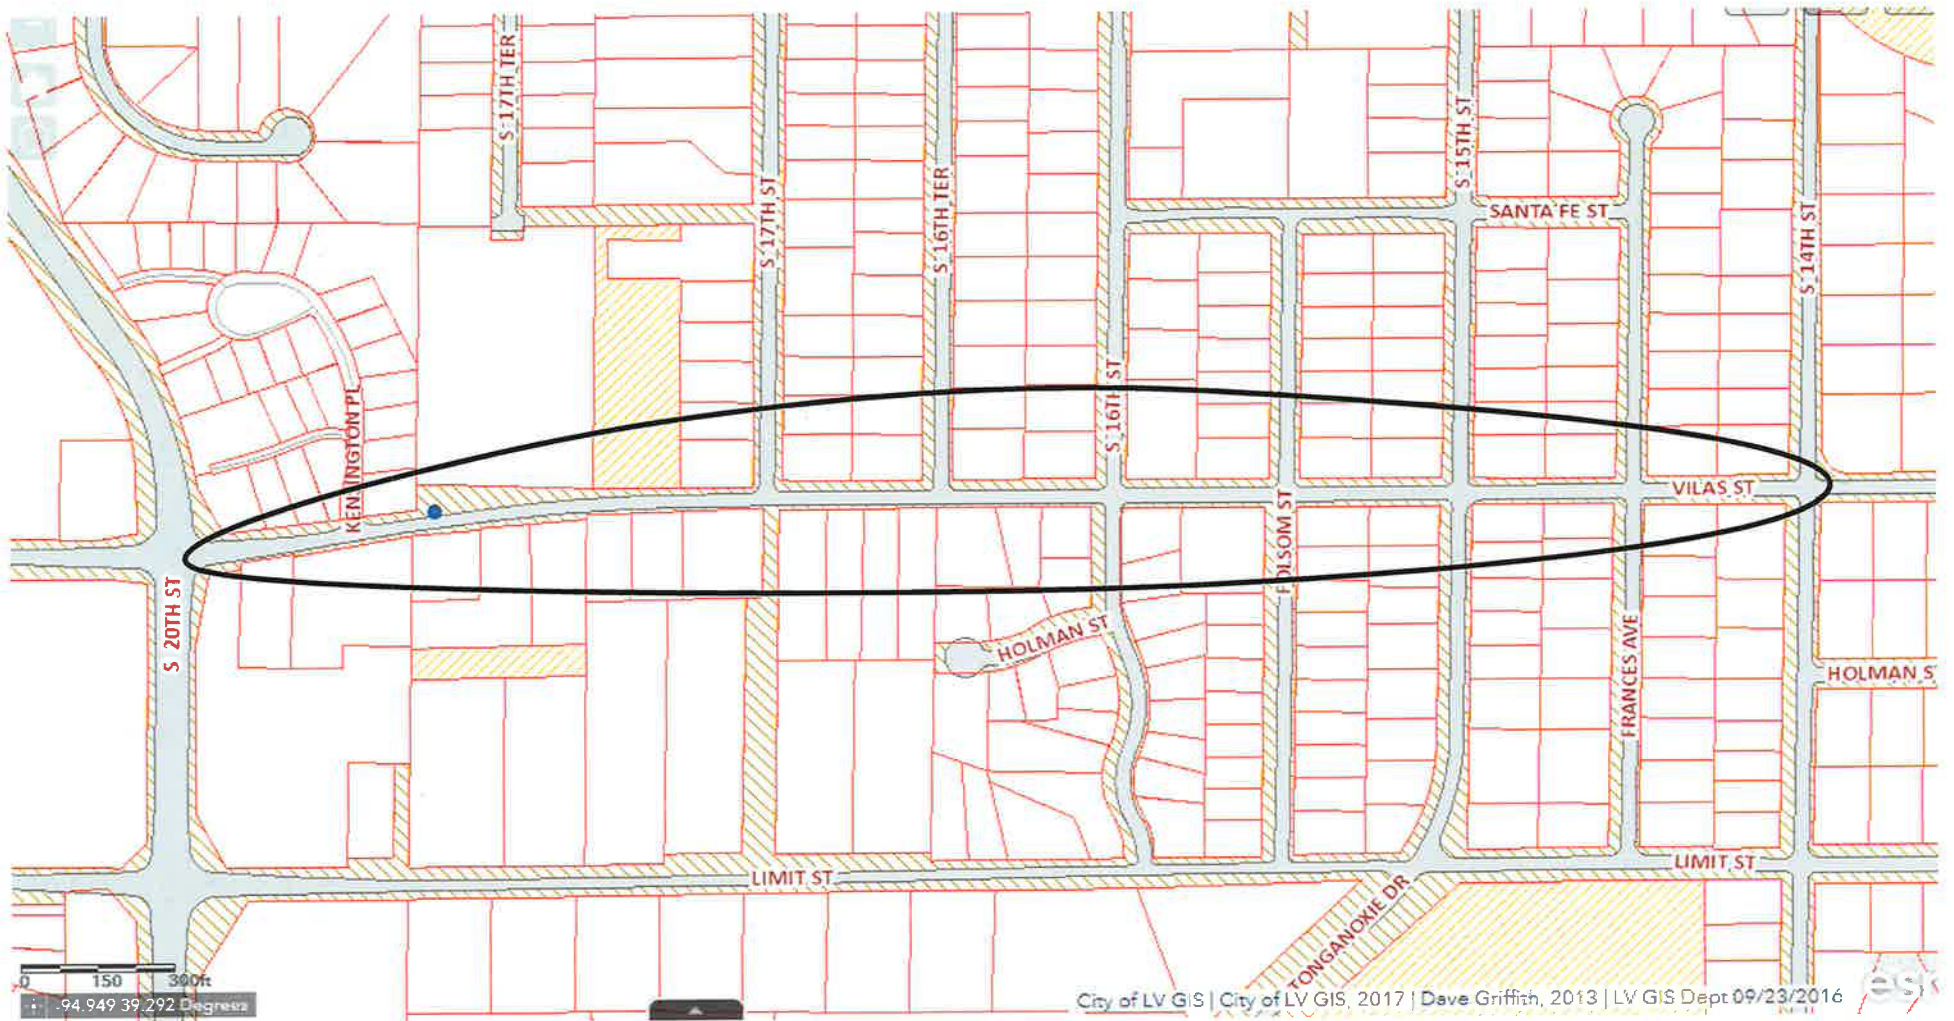 S 17TH TER
S 17TH ST
S 16TH TER
S 16TH ST
S 15TH ST
SANTA FE ST
S 14TH ST
KENSINGTON PL
VILAS ST
FOLSOM ST
S 20TH ST
HOLMAN ST
FRANCES AVE
HOLMAN S
LIMIT ST
LIMIT ST
TONGANOXIE DR
0 150 300ft
-94.949 39.292 Degrees
City of LV GIS | City of LV GIS, 2017 | Dave Griffith, 2013 | LV GIS Dept 09/23/2016
esri